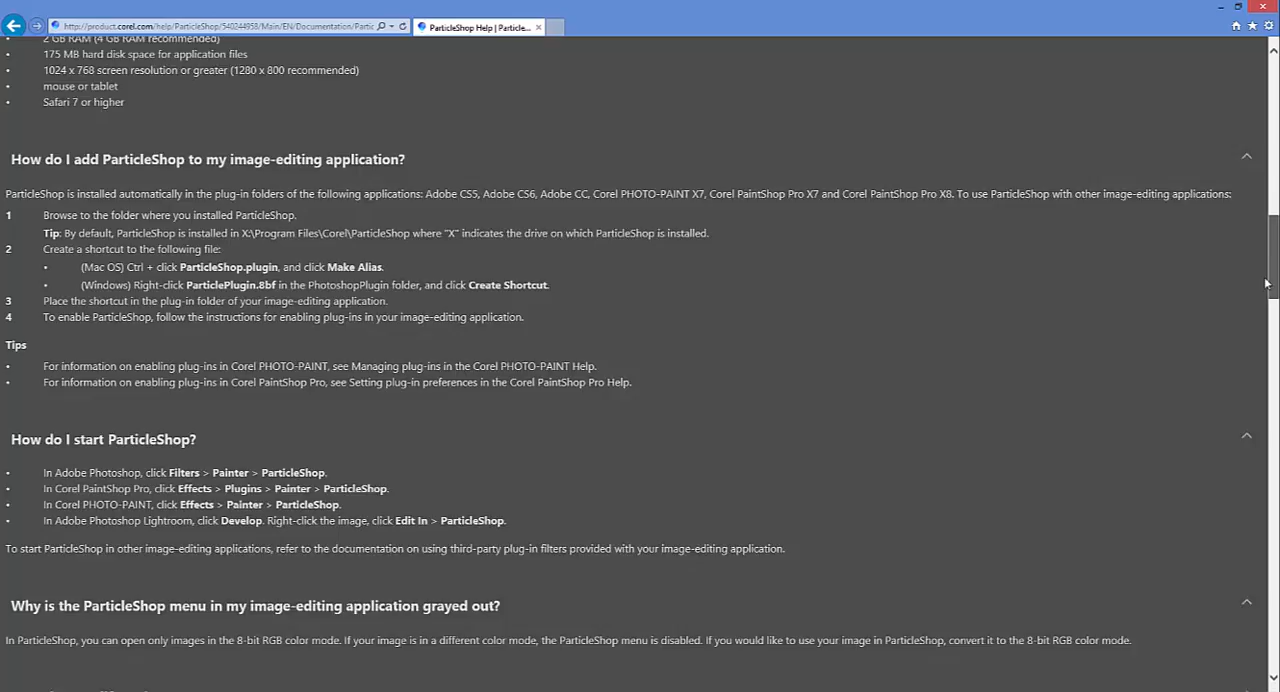 http://product.corel.com/help/ParticleShop/540244958/Main/EN/Documentation/Partic
ParticleShop Help | Particle...
2 GB RAM (4 GB RAM recommended)
• 175 MB hard disk space for application files
• 1024 x 768 screen resolution or greater (1280 x 800 recommended)
• mouse or tablet
• Safari 7 or higher
How do I add ParticleShop to my image-editing application?
ParticleShop is installed automatically in the plug-in folders of the following applications: Adobe CS5, Adobe CS6, Adobe CC, Corel PHOTO-PAINT X7, Corel PaintShop Pro X7 and Corel PaintShop Pro X8. To use ParticleShop with other image-editing applications:
1 Browse to the folder where you installed ParticleShop.
Tip: By default, ParticleShop is installed in X:\Program Files\Corel\ParticleShop where "X" indicates the drive on which ParticleShop is installed.
2 Create a shortcut to the following file:
• (Mac OS) Ctrl + click ParticleShop.plugin, and click Make Alias.
• (Windows) Right-click ParticlePlugin.8bf in the PhotoshopPlugin folder, and click Create Shortcut.
3 Place the shortcut in the plug-in folder of your image-editing application.
4 To enable ParticleShop, follow the instructions for enabling plug-ins in your image-editing application.
Tips
• For information on enabling plug-ins in Corel PHOTO-PAINT, see Managing plug-ins in the Corel PHOTO-PAINT Help.
• For information on enabling plug-ins in Corel PaintShop Pro, see Setting plug-in preferences in the Corel PaintShop Pro Help.
How do I start ParticleShop?
• In Adobe Photoshop, click Filters > Painter > ParticleShop.
• In Corel PaintShop Pro, click Effects > Plugins > Painter > ParticleShop.
• In Corel PHOTO-PAINT, click Effects > Painter > ParticleShop.
• In Adobe Photoshop Lightroom, click Develop. Right-click the image, click Edit In > ParticleShop.
To start ParticleShop in other image-editing applications, refer to the documentation on using third-party plug-in filters provided with your image-editing application.
Why is the ParticleShop menu in my image-editing application grayed out?
In ParticleShop, you can open only images in the 8-bit RGB color mode. If your image is in a different color mode, the ParticleShop menu is disabled. If you would like to use your image in ParticleShop, convert it to the 8-bit RGB color mode.